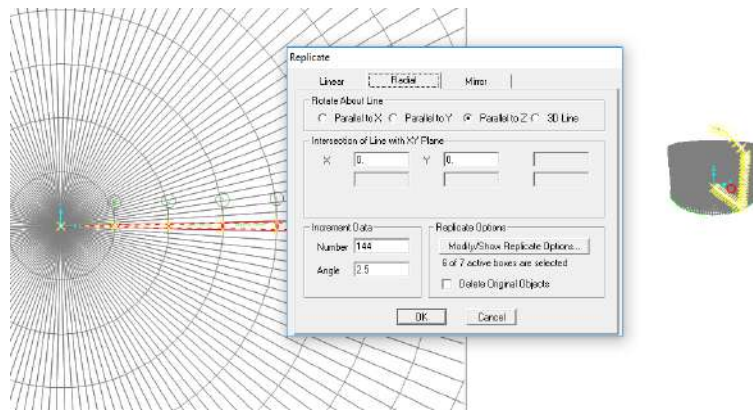 Replicate
Linear Radial Mirror
Rotate About Line
Parallel to X Parallel to Y Parallel to Z 3D Line
Intersection of Line with XY Plane
X 0. Y 0.
Increment Data
Number 144
Angle 2.5
Replicate Options
Modify/Show Replicate Options...
6 of 7 active boxes are selected
Delete Original Objects
OK Cancel